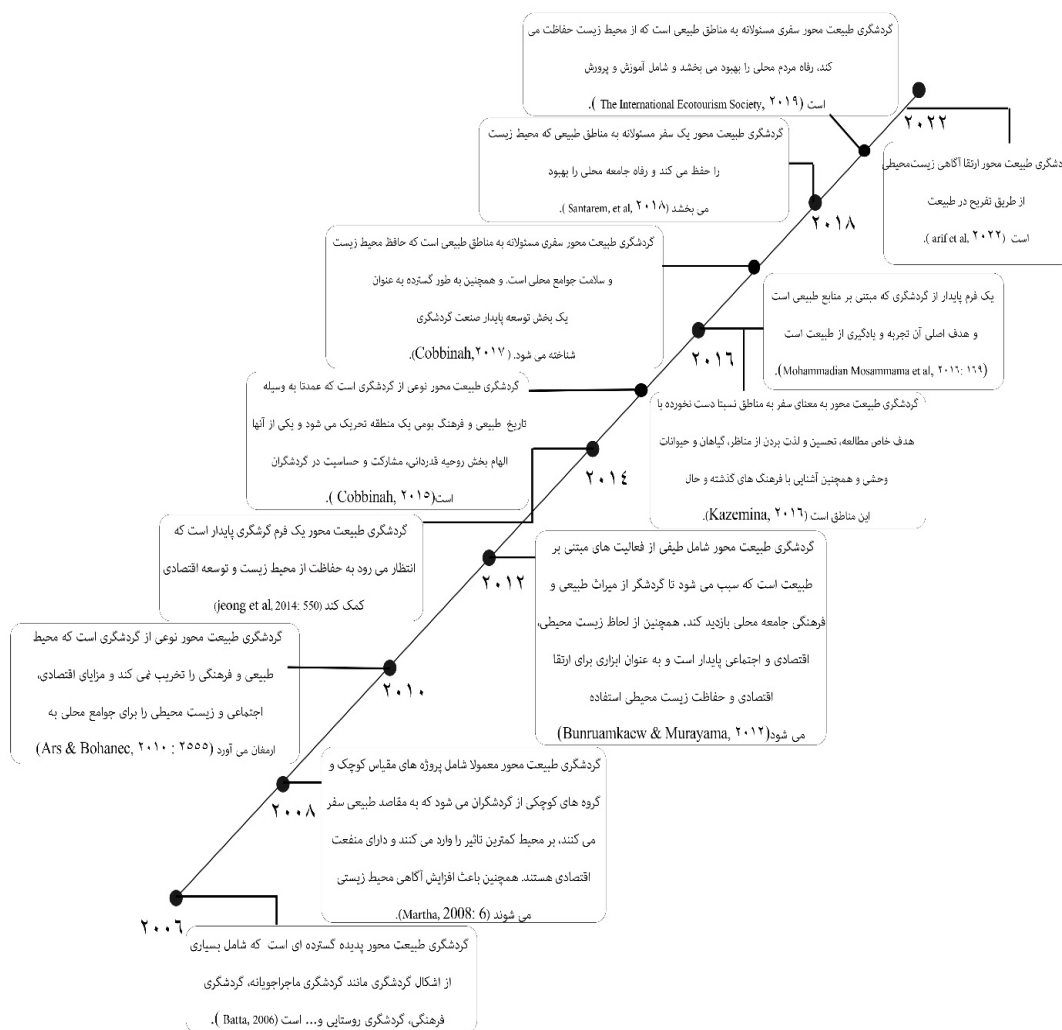 گردشگری طبیعت محور سفری مسئولانه به مناطق طبیعی است که از محیط زیست حفاظت می
کند، رفاه مردم محلی را بهبود می بخشد و شامل آموزش و پرورش
است (The International Ecotourism Society, ۲۰۱۹ ).
۲۰۲۲
دشگری طبیعت محور ارتقا آگاهی زیست‌محیطی
از طریق تفریح در طبیعت
است (arif et al, ۲۰۲۲ ).
گردشگری طبیعت محور یک سفر مسئولانه به مناطق طبیعی که محیط زیست
را حفظ می کند و رفاه جامعه محلی را بهبود
می بخشد (Santarem, et al, ۲۰۱۸ ).
۲۰۱۸
گردشگری طبیعت محور سفری مسئولانه به مناطق طبیعی است که حافظ محیط زیست
و سلامت جوامع محلی است. و همچنین به طور گسترده به عنوان
یک بخش توسعه پایدار صنعت گردشگری
شناخته می شود. (Cobbinah, ۲۰۱۷).
یک فرم پایدار از گردشگری که مبتنی بر منابع طبیعی است
و هدف اصلی آن تجربه و یادگیری از طبیعت است
(Mohammadian Mosammama et al, ۲۰۱۶: ۱۶۹).
۲۰۱۶
گردشگری طبیعت محور به معنای سفر به مناطق نسبتا دست نخورده با
هدف خاص مطالعه، تحسین و لذت بردن از مناظر، گیاهان و حیوانات
وحشی و همچنین آشنایی با فرهنگ های گذشته و حال
این مناطق است (Kazemina, ۲۰۱۶).
گردشگری طبیعت محور نوعی از گردشگری است که عمدتا به وسیله
تاریخ طبیعی و فرهنگ بومی یک منطقه تحریک می شود و یکی از آنها
الهام بخش روحیه قدردانی، مشارکت و حساسیت در گردشگران
است(Cobbinah, ۲۰۱۵ ).
۲۰۱۴
گردشگری طبیعت محور یک فرم گرشگری پایدار است که
انتظار می رود به حفاظت از محیط زیست و توسعه اقتصادی
کمک کند (jeong et al, 2014: 550)
۲۰۱۲
گردشگری طبیعت محور شامل طیفی از فعالیت های مبتنی بر
طبیعت است که سبب می شود تا گردشگر از میراث طبیعی و
فرهنگی جامعه محلی بازدید کند. همچنین از لحاظ زیست محیطی،
اقتصادی و اجتماعی پایدار است و به عنوان ابزاری برای ارتقا
اقتصادی و حفاظت زیست محیطی استفاده
می شود(Bunruamkaew & Murayama, ۲۰۱۲)
گردشگری طبیعت محور نوعی از گردشگری است که محیط
طبیعی و فرهنگی را تخریب نمی کند و مزایای اقتصادی،
اجتماعی و زیست محیطی را برای جوامع محلی به
ارمغان می آورد (Ars & Bohanec, ۲۰۱۰ : ۲۵۵۵)
۲۰۱۰
گردشگری طبیعت محور معمولا شامل پروژه های مقیاس کوچک و
گروه های کوچکی از گردشگران می شود که به مقاصد طبیعی سفر
می کنند، بر محیط کمترین تاثیر را وارد می کنند و دارای منفعت
اقتصادی هستند. همچنین باعث افزایش آگاهی محیط زیستی
می شوند (Martha, 2008: 6).
۲۰۰۸
۲۰۰۶
گردشگری طبیعت محور پدیده گسترده ای است که شامل بسیاری
از اشکال گردشگری مانند گردشگری ماجراجویانه، گردشگری
فرهنگی، گردشگری روستایی و... است (Batta, 2006 ).